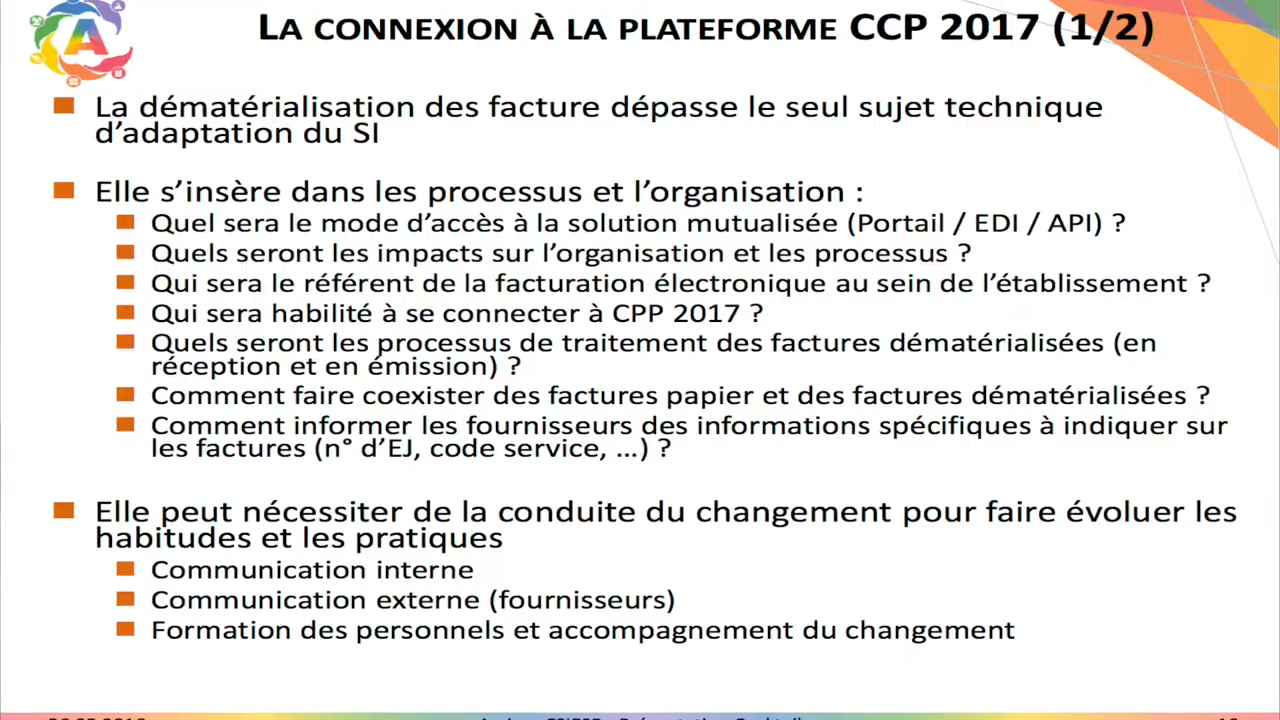 LA CONNEXION À LA PLATEFORME CCP 2017 (1/2)
La dématérialisation des facture dépasse le seul sujet technique
d’adaptation du SI
Elle s’insère dans les processus et l’organisation :
Quel sera le mode d’accès à la solution mutualisée (Portail / EDI / API) ?
Quels seront les impacts sur l’organisation et les processus ?
Qui sera le référent de la facturation électronique au sein de l’établissement ?
Qui sera habilité à se connecter à CPP 2017 ?
Quels seront les processus de traitement des factures dématérialisées (en
réception et en émission) ?
Comment faire coexister des factures papier et des factures dématérialisées ?
Comment informer les fournisseurs des informations spécifiques à indiquer sur
les factures (n° d’EJ, code service, …) ?
Elle peut nécessiter de la conduite du changement pour faire évoluer les
habitudes et les pratiques
Communication interne
Communication externe (fournisseurs)
Formation des personnels et accompagnement du changement